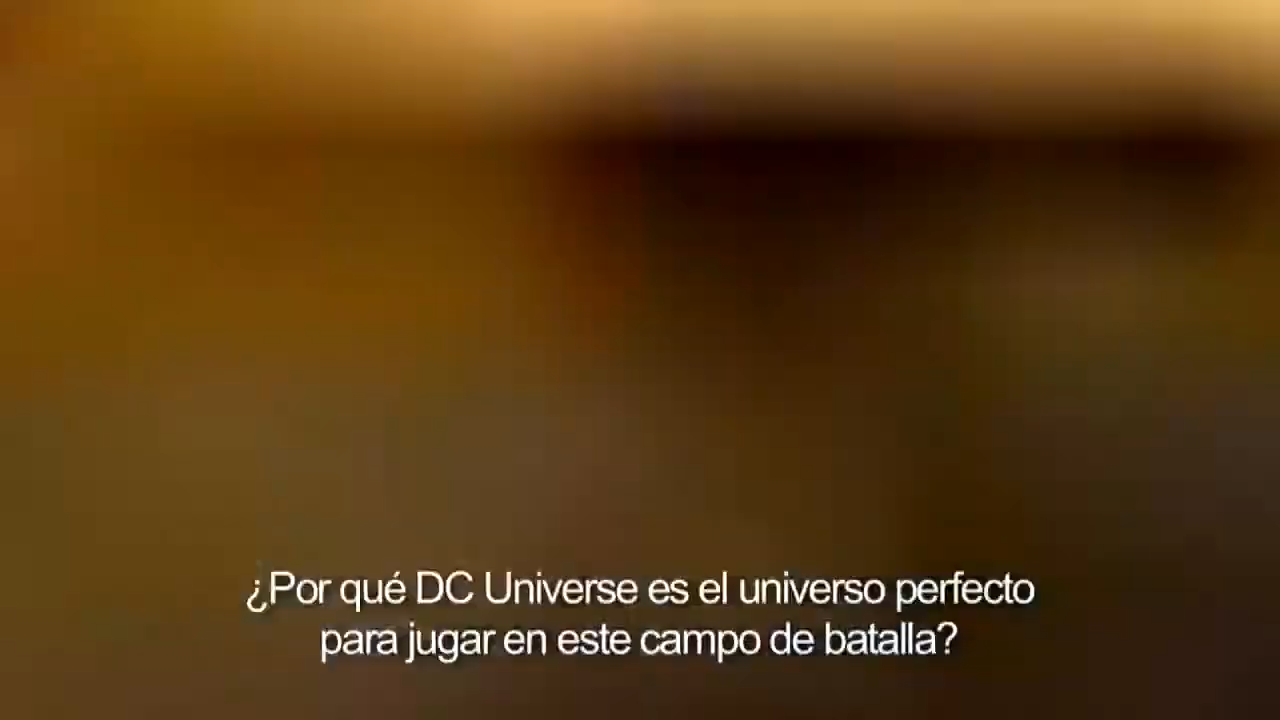 ¿Por qué DC Universe es el universo perfecto
para jugar en este campo de batalla?